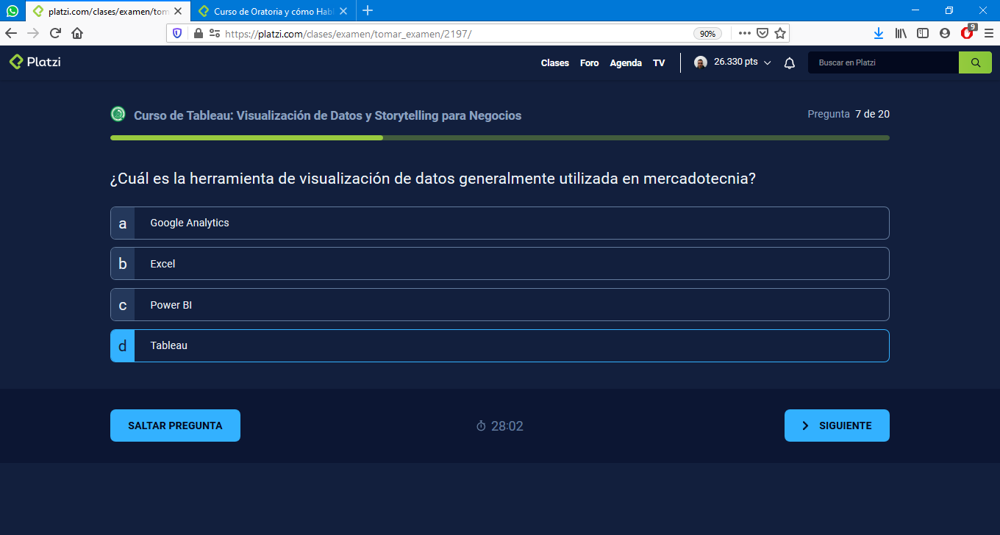 platzi.com/clases/examen/tom
Curso de Oratoria y cómo Habl
https://platzi.com/clases/examen/tomar_examen/2197/
90%
9
Platzi
Clases
Foro
Agenda
TV
26.330 pts
Buscar en Platzi
Curso de Tableau: Visualización de Datos y Storytelling para Negocios
Pregunta 7 de 20
¿Cuál es la herramienta de visualización de datos generalmente utilizada en mercadotecnia?
a Google Analytics
b Excel
c Power BI
d Tableau
SALTAR PREGUNTA
28:02
SIGUIENTE